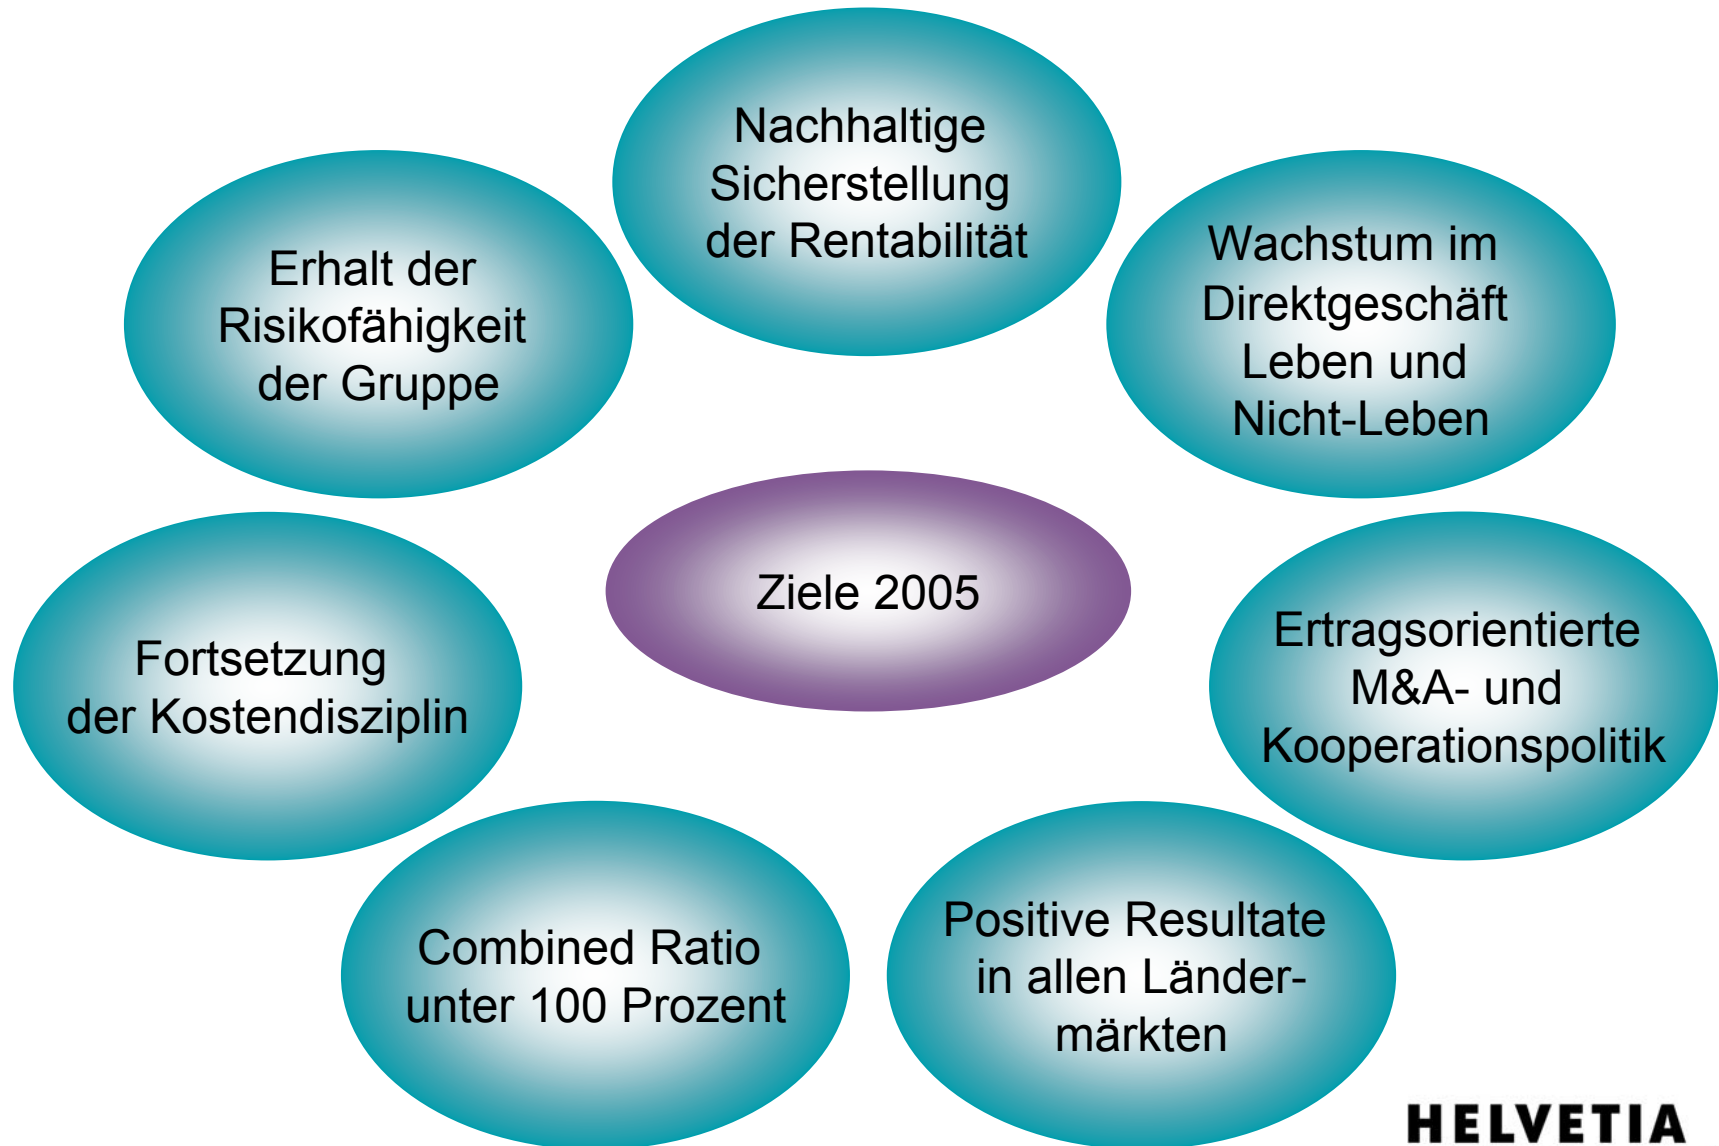 Nachhaltige
Sicherstellung
der Rentabilität
Erhalt der
Risikofähigkeit
der Gruppe
Wachstum im
Direktgeschäft
Leben und
Nicht-Leben
Ziele 2005
Fortsetzung
der Kostendisziplin
Ertragsorientierte
M&A- und
Kooperationspolitik
Combined Ratio
unter 100 Prozent
Positive Resultate
in allen Länder-
märkten
HELVETIA